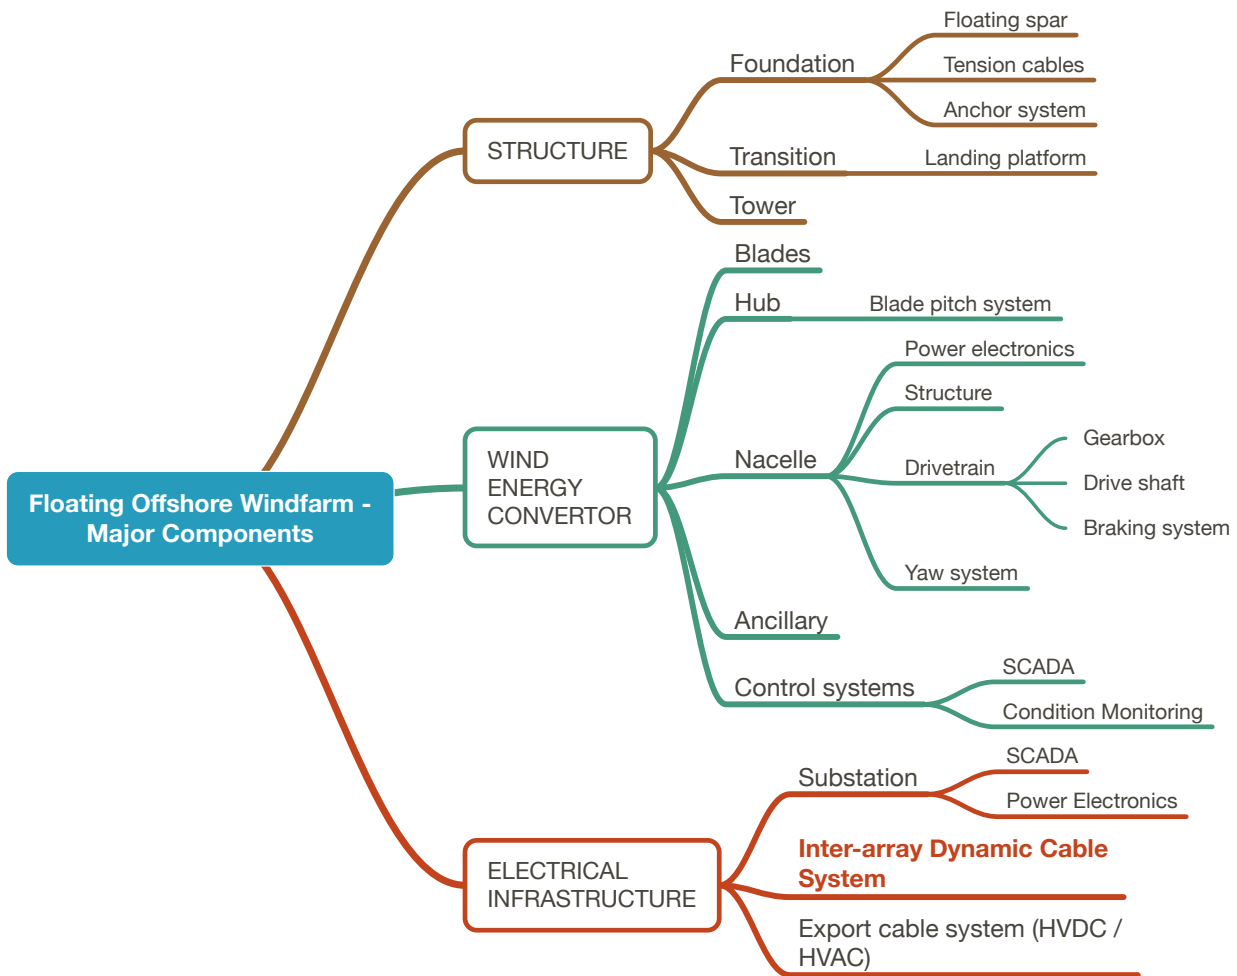 Floating Offshore Windfarm -
Major Components
STRUCTURE
Foundation
Floating spar
Tension cables
Anchor system
Transition
Landing platform
Tower
WIND
ENERGY
CONVERTOR
Blades
Hub
Blade pitch system
Nacelle
Power electronics
Structure
Drivetrain
Gearbox
Drive shaft
Braking system
Yaw system
Ancillary
Control systems
SCADA
Condition Monitoring
ELECTRICAL
INFRASTRUCTURE
Substation
SCADA
Power Electronics
Inter-array Dynamic Cable
System
Export cable system (HVDC /
HVAC)